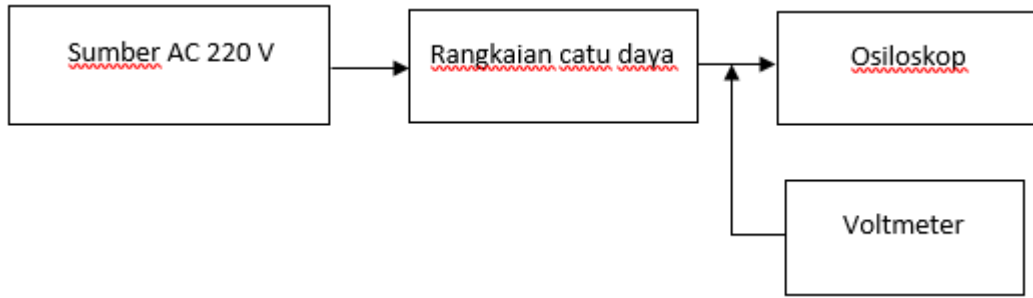 Sumber AC 220 V
Rangkaian catu daya
Osiloskop
Voltmeter